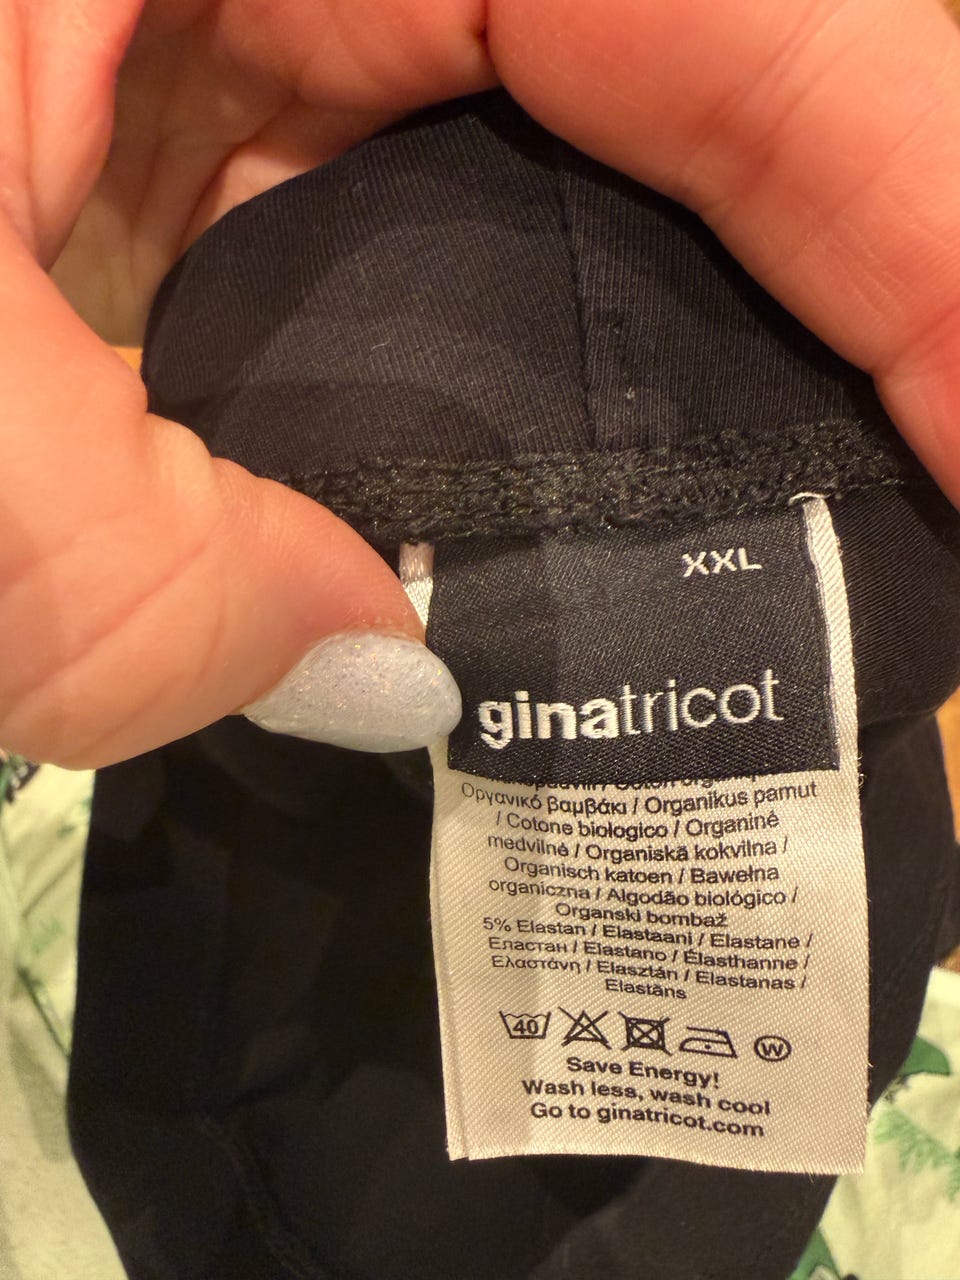 XXL
ginatricot
Οργανικό βαμβάκι / Organikus pamut
/ Cotone biologico / Organinė
medvilnė / Organiskā kokvilna /
Organisch katoen / Bawełna
organiczna / Algodão biológico /
Organski bombaž
5% Elastan / Elastaani / Elastane /
Еластан / Elastano / Élasthanne /
Ελαστάνη / Elasztán / Elastanas /
Elastāns
40
W
Save Energy!
Wash less, wash cool
Go to ginatricot.com